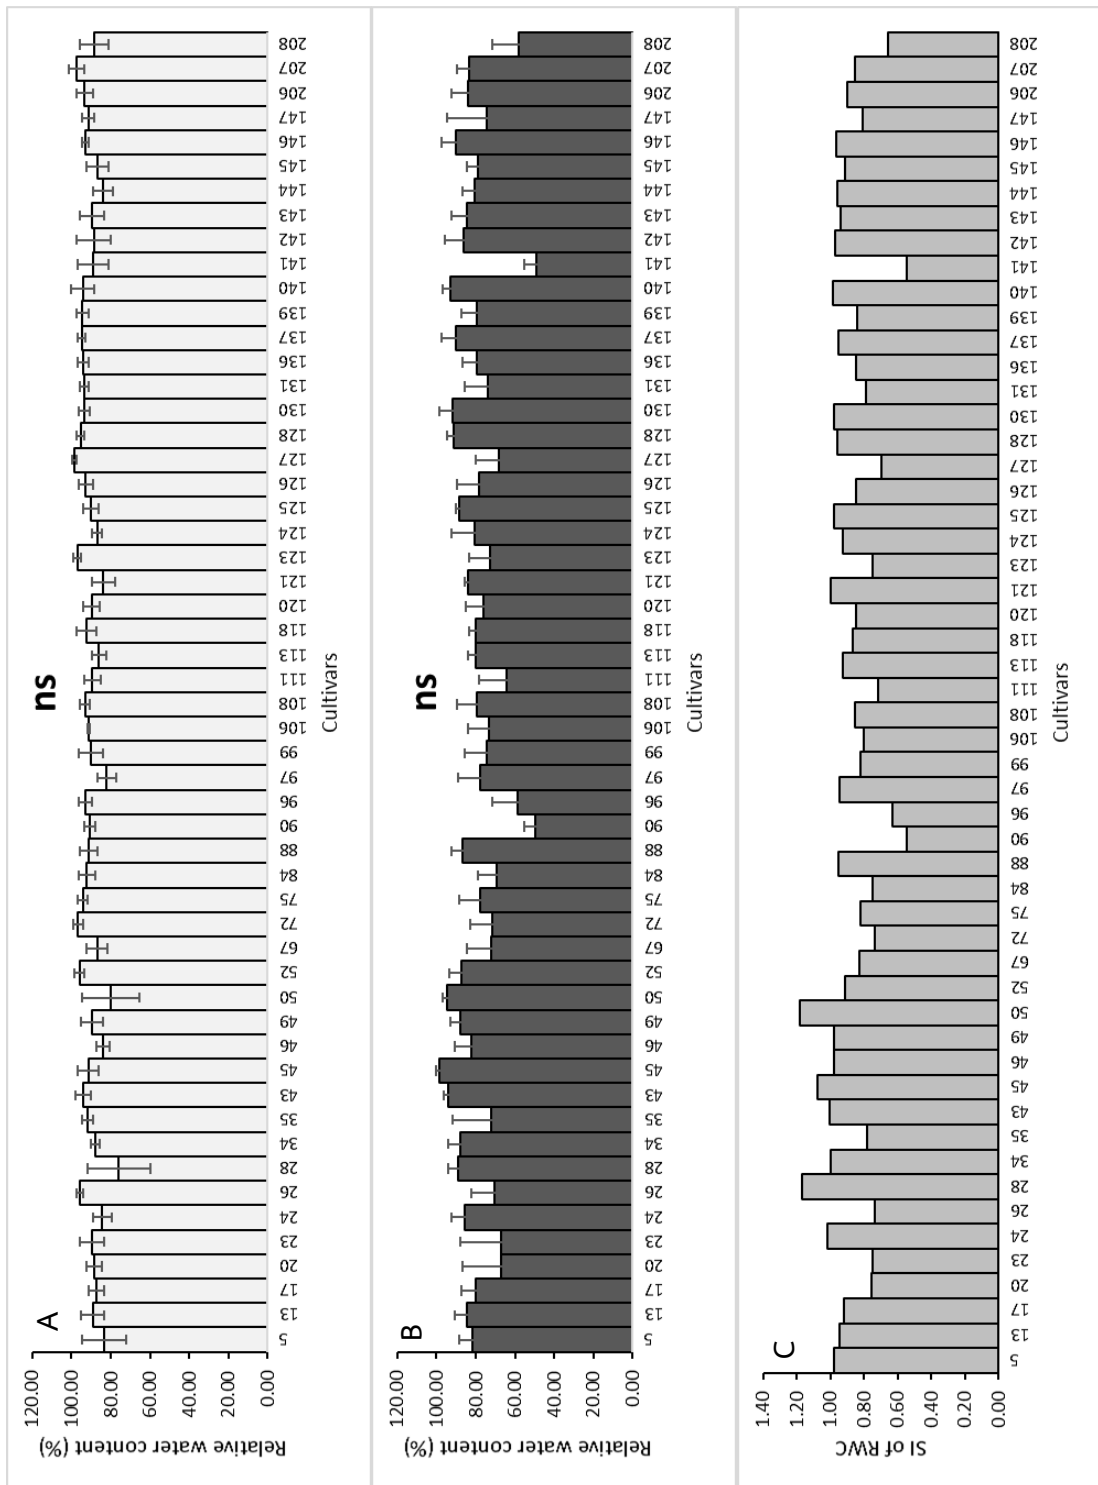 A
ns
Relative water content (%)
120.00
100.00
80.00
60.00
40.00
20.00
0.00
5 13 17 20 23 24 26 28 34 35 43 45 46 49 50 52 67 72 75 84 88 90 96 97 99 106 108 111 113 118 120 121 123 124 125 126 127 128 130 131 136 137 139 140 141 142 143 144 145 146 147 206 207 208
Cultivars
B
ns
Relative water content (%)
120.00
100.00
80.00
60.00
40.00
20.00
0.00
5 13 17 20 23 24 26 28 34 35 43 45 46 49 50 52 67 72 75 84 88 90 96 97 99 106 108 111 113 118 120 121 123 124 125 126 127 128 130 131 136 137 139 140 141 142 143 144 145 146 147 206 207 208
Cultivars
C
SI of RWC
1.40
1.20
1.00
0.80
0.60
0.40
0.20
0.00
5 13 17 20 23 24 26 28 34 35 43 45 46 49 50 52 67 72 75 84 88 90 96 97 99 106 108 111 113 118 120 121 123 124 125 126 127 128 130 131 136 137 139 140 141 142 143 144 145 146 147 206 207 208
Cultivars